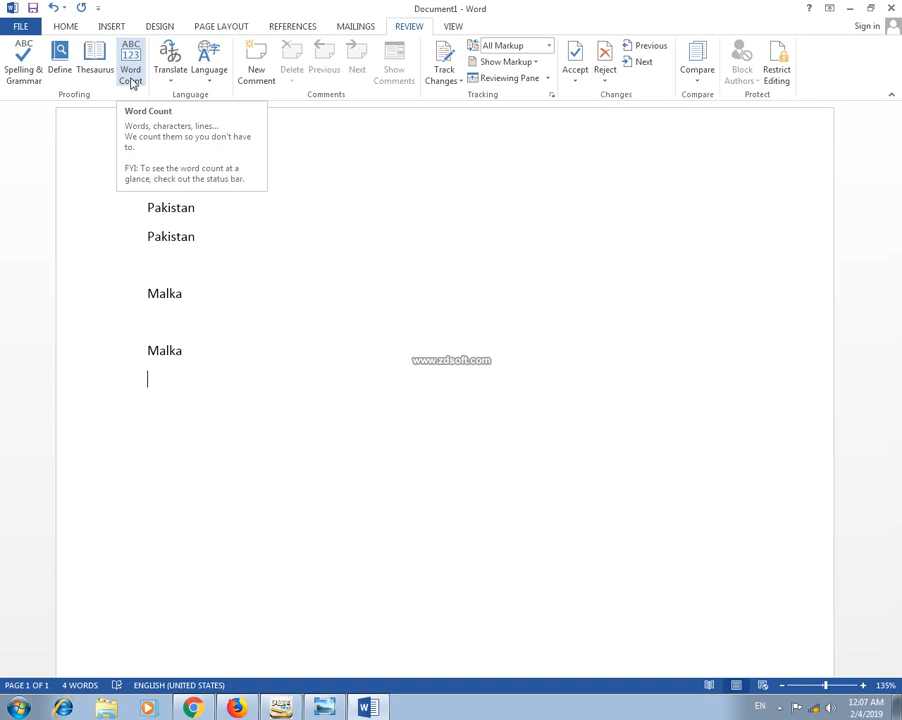 Document1 - Word
Sign in
FILE HOME INSERT DESIGN PAGE LAYOUT REFERENCES MAILINGS REVIEW VIEW
Spelling & Grammar
Define
Thesaurus
Word Count
Translate
Language
New Comment
Delete
Previous
Next
Show Comments
Track Changes
All Markup
Show Markup
Reviewing Pane
Accept
Reject
Previous
Next
Compare
Block Authors
Restrict Editing
Proofing Language Comments Tracking Changes Compare Protect
Word Count
Words, characters, lines...
We count them so you don't have
to.
FYI: To see the word count at a
glance, check out the status bar.
Pakistan
Pakistan
Malka
Malka
www.zdsoft.com
PAGE 1 OF 1 4 WORDS ENGLISH (UNITED STATES) 135%
EN 12:07 AM
2/4/2019